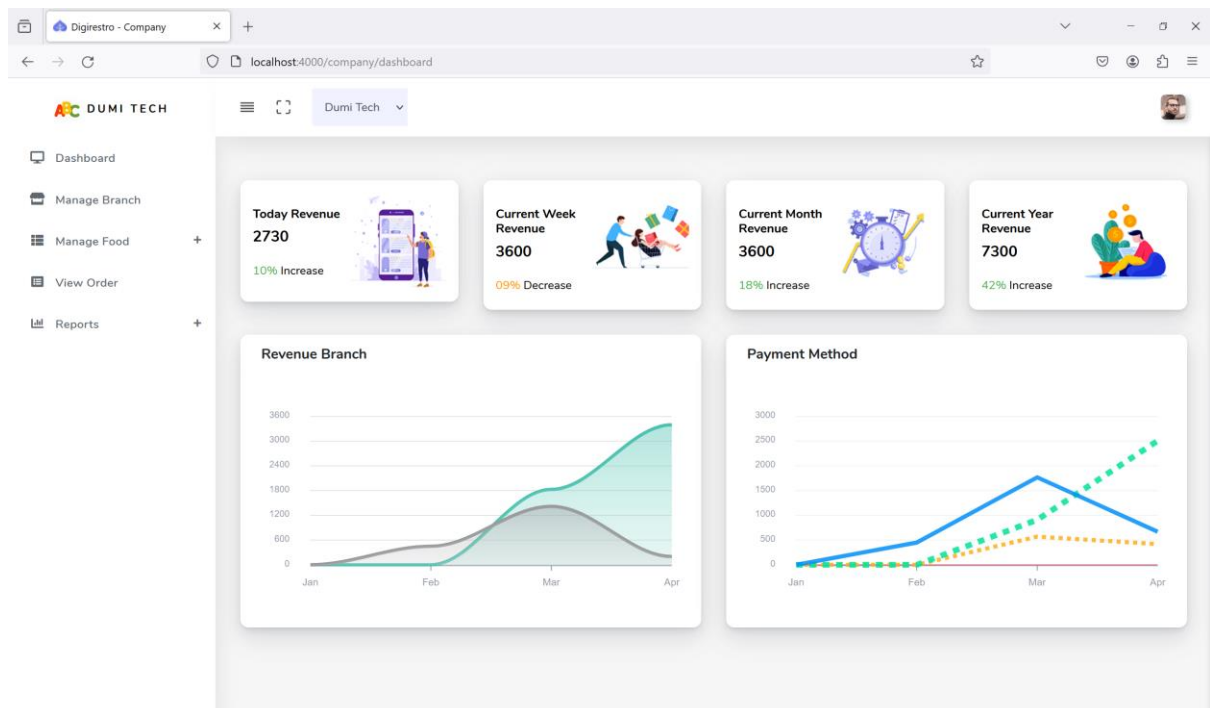 Digirestro - Company
localhost:4000/company/dashboard
ABC DUMI TECH
Dumi Tech
Dashboard
Manage Branch
Manage Food +
View Order
Reports +
Today Revenue
2730
10% Increase
Current Week
Revenue
3600
09% Decrease
Current Month
Revenue
3600
18% Increase
Current Year
Revenue
7300
42% Increase
Revenue Branch
3600
3000
2400
1800
1200
600
0
Jan Feb Mar Apr
Payment Method
3000
2500
2000
1500
1000
500
0
Jan Feb Mar Apr